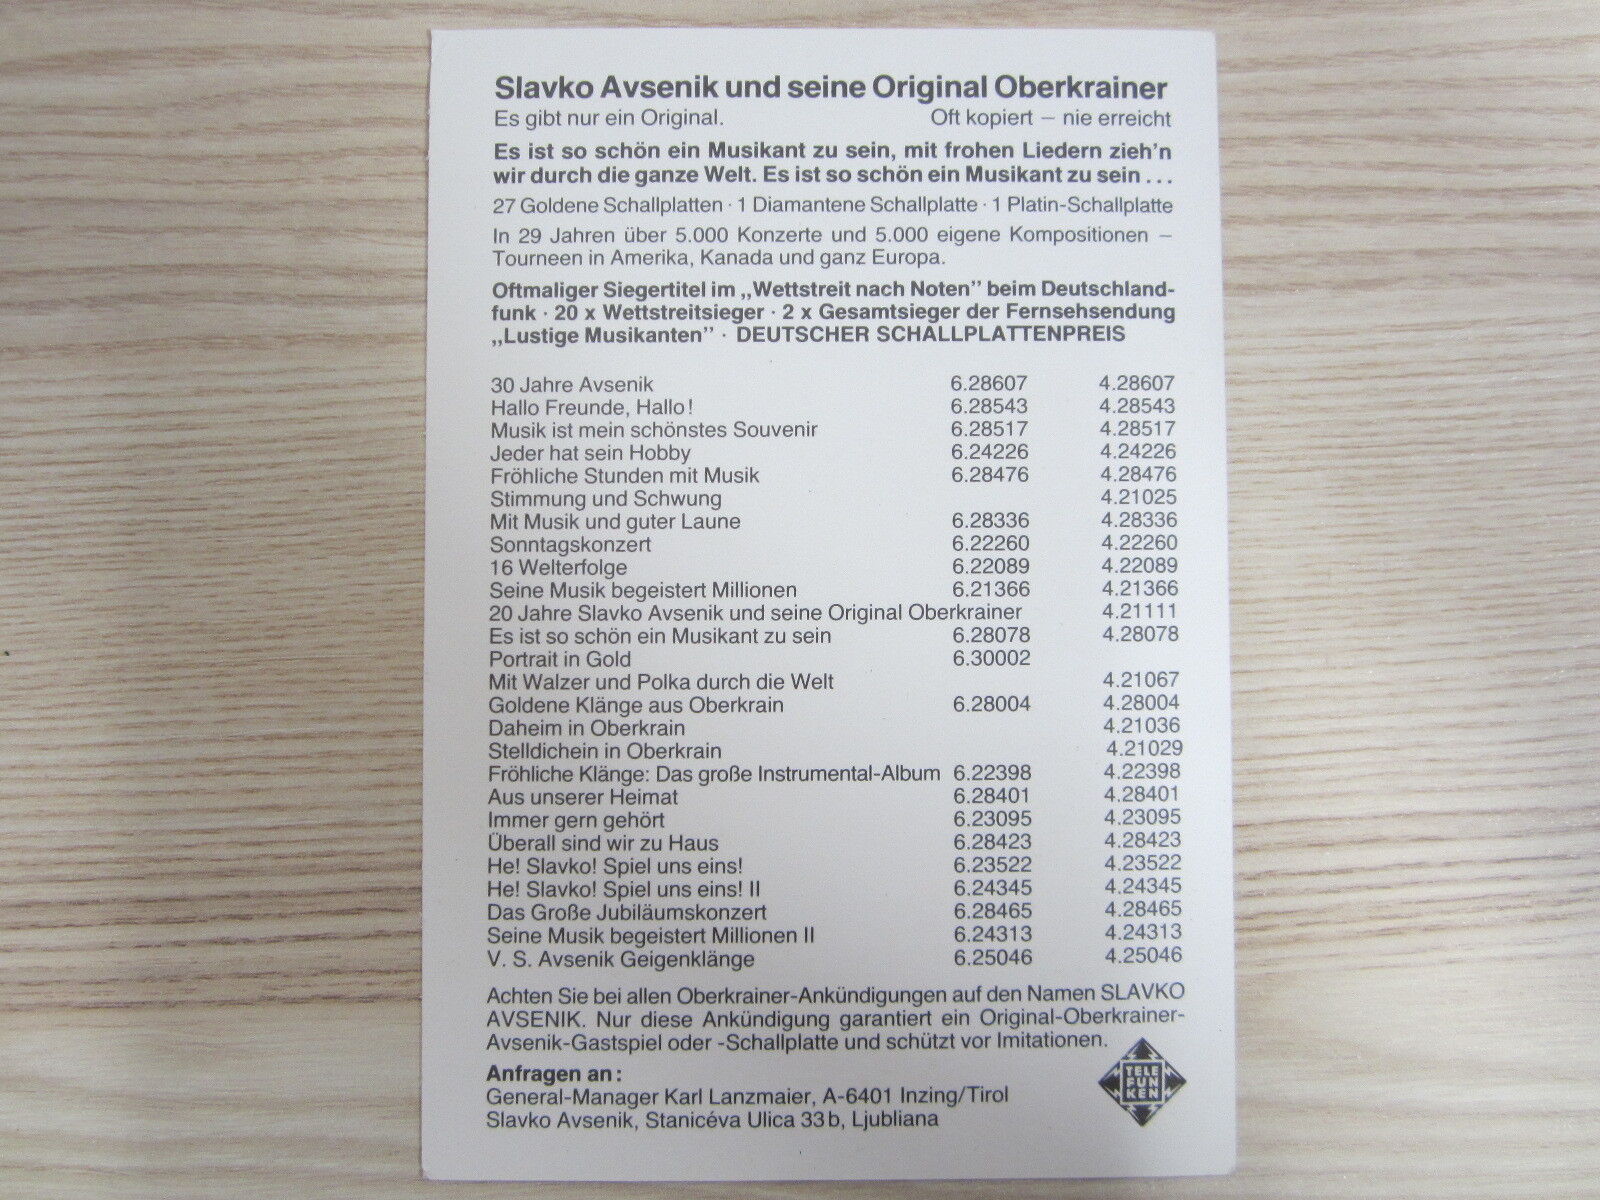 Slavko Avsenik und seine Original Oberkrainer
Es gibt nur ein Original. Oft kopiert – nie erreicht
Es ist so schön ein Musikant zu sein, mit frohen Liedern zieh'n
wir durch die ganze Welt. Es ist so schön ein Musikant zu sein ...
27 Goldene Schallplatten · 1 Diamantene Schallplatte · 1 Platin-Schallplatte
In 29 Jahren über 5.000 Konzerte und 5.000 eigene Kompositionen –
Tourneen in Amerika, Kanada und ganz Europa.
Oftmaliger Siegertitel im „Wettstreit nach Noten” beim Deutschland-
funk · 20 x Wettstreitsieger · 2 x Gesamtsieger der Fernsehsendung
„Lustige Musikanten” · DEUTSCHER SCHALLPLATTENPREIS
30 Jahre Avsenik 6.28607 4.28607
Hallo Freunde, Hallo! 6.28543 4.28543
Musik ist mein schönstes Souvenir 6.28517 4.28517
Jeder hat sein Hobby 6.24226 4.24226
Fröhliche Stunden mit Musik 6.28476 4.28476
Stimmung und Schwung 4.21025
Mit Musik und guter Laune 6.28336 4.28336
Sonntagskonzert 6.22260 4.22260
16 Welterfolge 6.22089 4.22089
Seine Musik begeistert Millionen 6.21366 4.21366
20 Jahre Slavko Avsenik und seine Original Oberkrainer 4.21111
Es ist so schön ein Musikant zu sein 6.28078 4.28078
Portrait in Gold 6.30002
Mit Walzer und Polka durch die Welt 4.21067
Goldene Klänge aus Oberkrain 6.28004 4.28004
Daheim in Oberkrain 4.21036
Stelldichein in Oberkrain 4.21029
Fröhliche Klänge: Das große Instrumental-Album 6.22398 4.22398
Aus unserer Heimat 6.28401 4.28401
Immer gern gehört 6.23095 4.23095
Überall sind wir zu Haus 6.28423 4.28423
He! Slavko! Spiel uns eins! 6.23522 4.23522
He! Slavko! Spiel uns eins! II 6.24345 4.24345
Das Große Jubiläumskonzert 6.28465 4.28465
Seine Musik begeistert Millionen II 6.24313 4.24313
V. S. Avsenik Geigenklänge 6.25046 4.25046
Achten Sie bei allen Oberkrainer-Ankündigungen auf den Namen SLAVKO
AVSENIK. Nur diese Ankündigung garantiert ein Original-Oberkrainer-
Avsenik-Gastspiel oder -Schallplatte und schützt vor Imitationen.
Anfragen an:
General-Manager Karl Lanzmaier, A-6401 Inzing/Tirol
Slavko Avsenik, Stanicéva Ulica 33b, Ljubliana
TELE
FUN
KEN